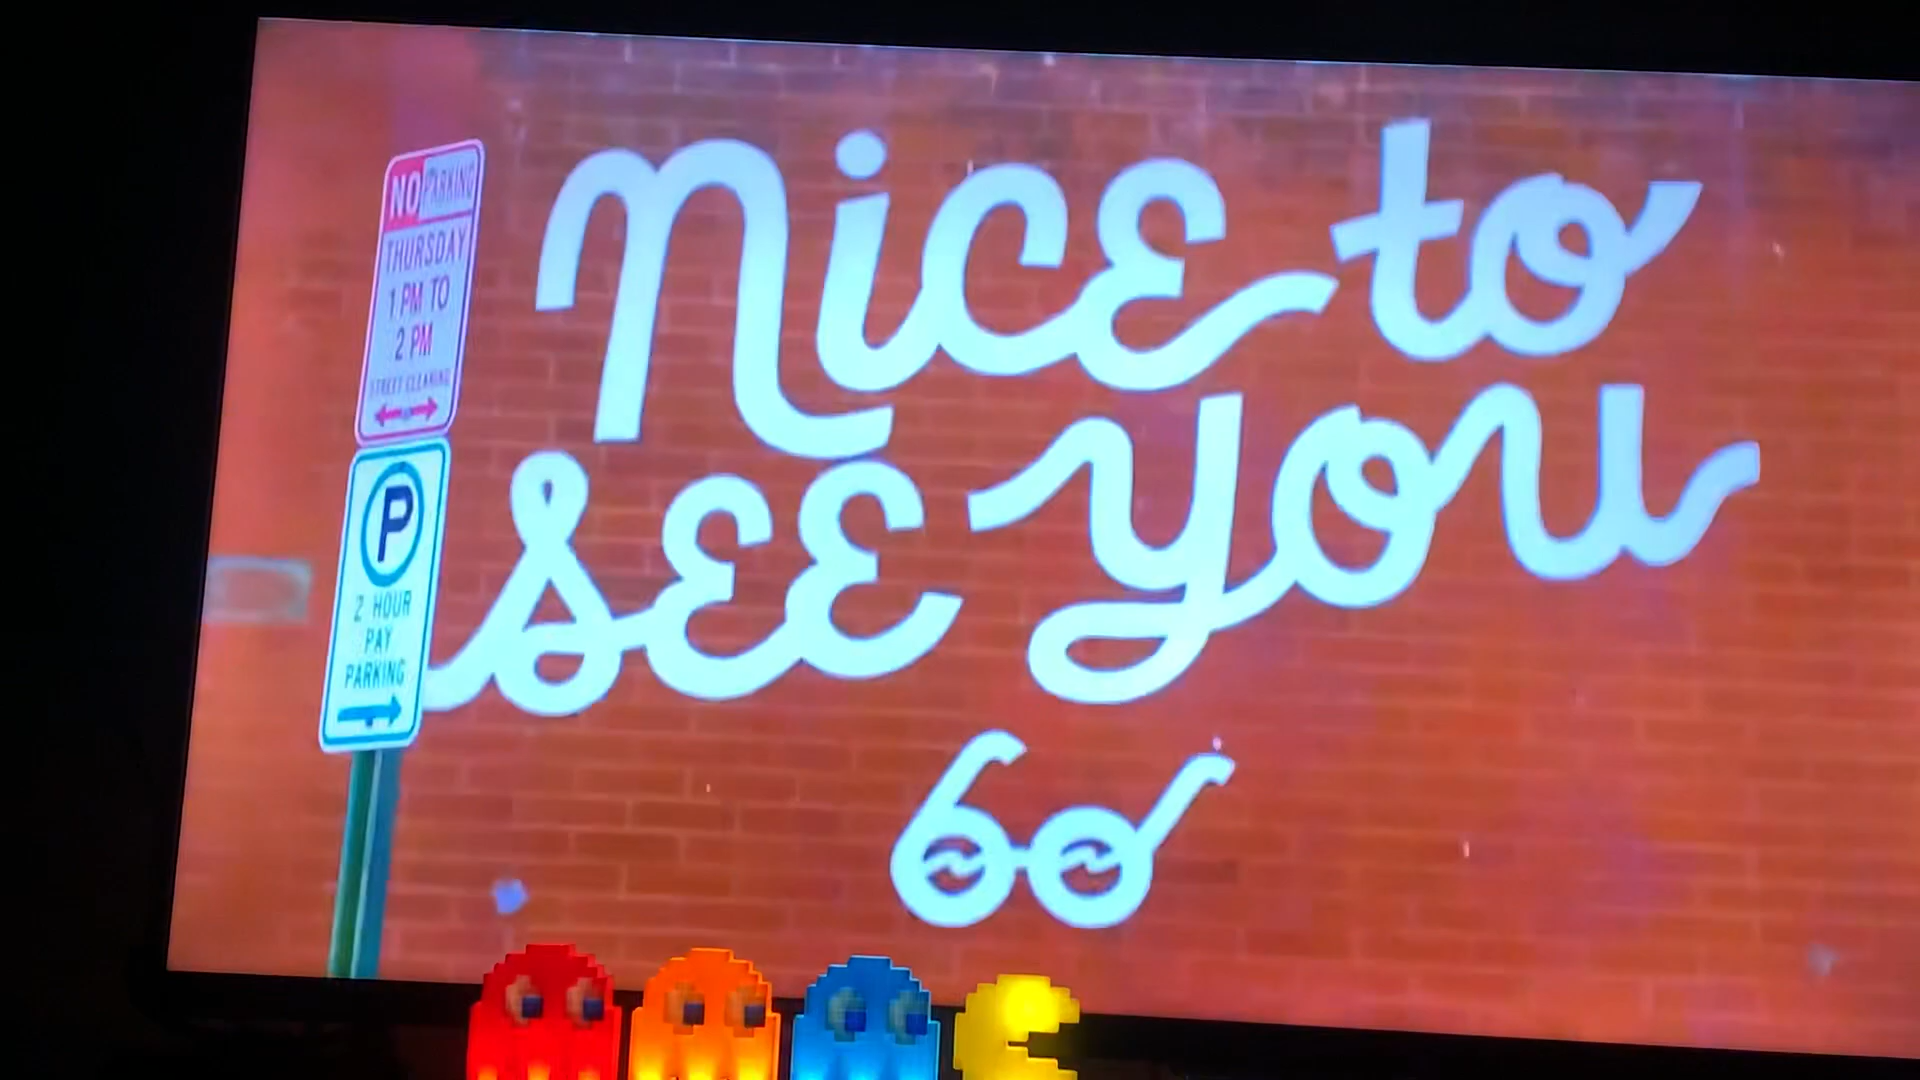 NO PARKING
THURSDAY
1 PM TO
2 PM
STREET CLEANING
P
2 HOUR
PAY
PARKING
Nice to
see you